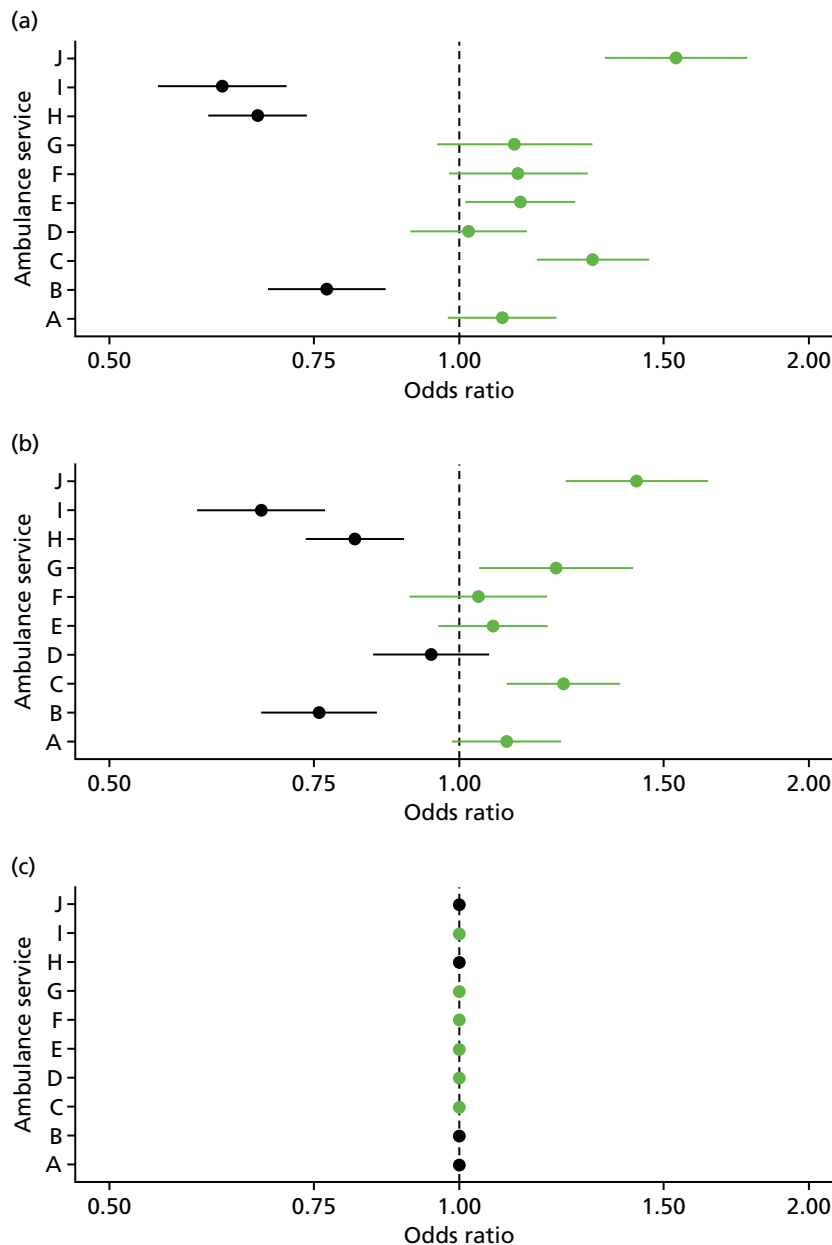 (a)
Ambulance service
J
I
H
G
F
E
D
C
B
A
0.50 0.75 1.00 1.50 2.00
Odds ratio
(b)
Ambulance service
J
I
H
G
F
E
D
C
B
A
0.50 0.75 1.00 1.50 2.00
Odds ratio
(c)
Ambulance service
J
I
H
G
F
E
D
C
B
A
0.50 0.75 1.00 1.50 2.00
Odds ratio